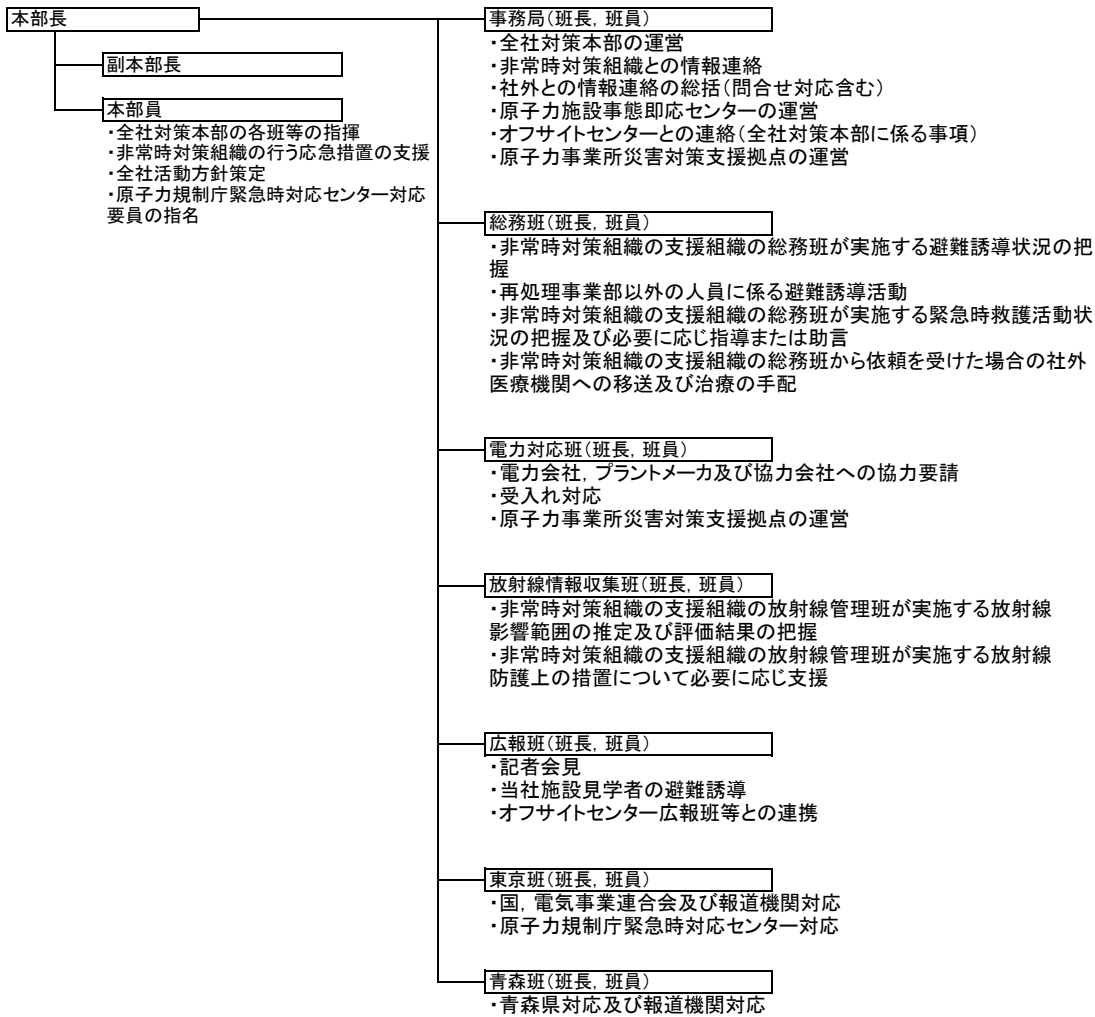 本部長
副本部長
本部員
・全社対策本部の各班等の指揮
・非常時対策組織の行う応急措置の支援
・全社活動方針策定
・原子力規制庁緊急時対応センター対応
要員の指名
事務局(班長, 班員)
・全社対策本部の運営
・非常時対策組織との情報連絡
・社外との情報連絡の総括(問合せ対応含む)
・原子力施設事態即応センターの運営
・オフサイトセンターとの連絡(全社対策本部に係る事項)
・原子力事業所災害対策支援拠点の運営
総務班(班長, 班員)
・非常時対策組織の支援組織の総務班が実施する避難誘導状況の把
握
・再処理事業部以外の人員に係る避難誘導活動
・非常時対策組織の支援組織の総務班が実施する緊急時救護活動状
況の把握及び必要に応じ指導または助言
・非常時対策組織の支援組織の総務班から依頼を受けた場合の社外
医療機関への移送及び治療の手配
電力対応班(班長, 班員)
・電力会社, プラントメーカ及び協力会社への協力要請
・受入れ対応
・原子力事業所災害対策支援拠点の運営
放射線情報収集班(班長, 班員)
・非常時対策組織の支援組織の放射線管理班が実施する放射線
影響範囲の推定及び評価結果の把握
・非常時対策組織の支援組織の放射線管理班が実施する放射線
防護上の措置について必要に応じ支援
広報班(班長, 班員)
・記者会見
・当社施設見学者の避難誘導
・オフサイトセンター広報班等との連携
東京班(班長, 班員)
・国, 電気事業連合会及び報道機関対応
・原子力規制庁緊急時対応センター対応
青森班(班長, 班員)
・青森県対応及び報道機関対応